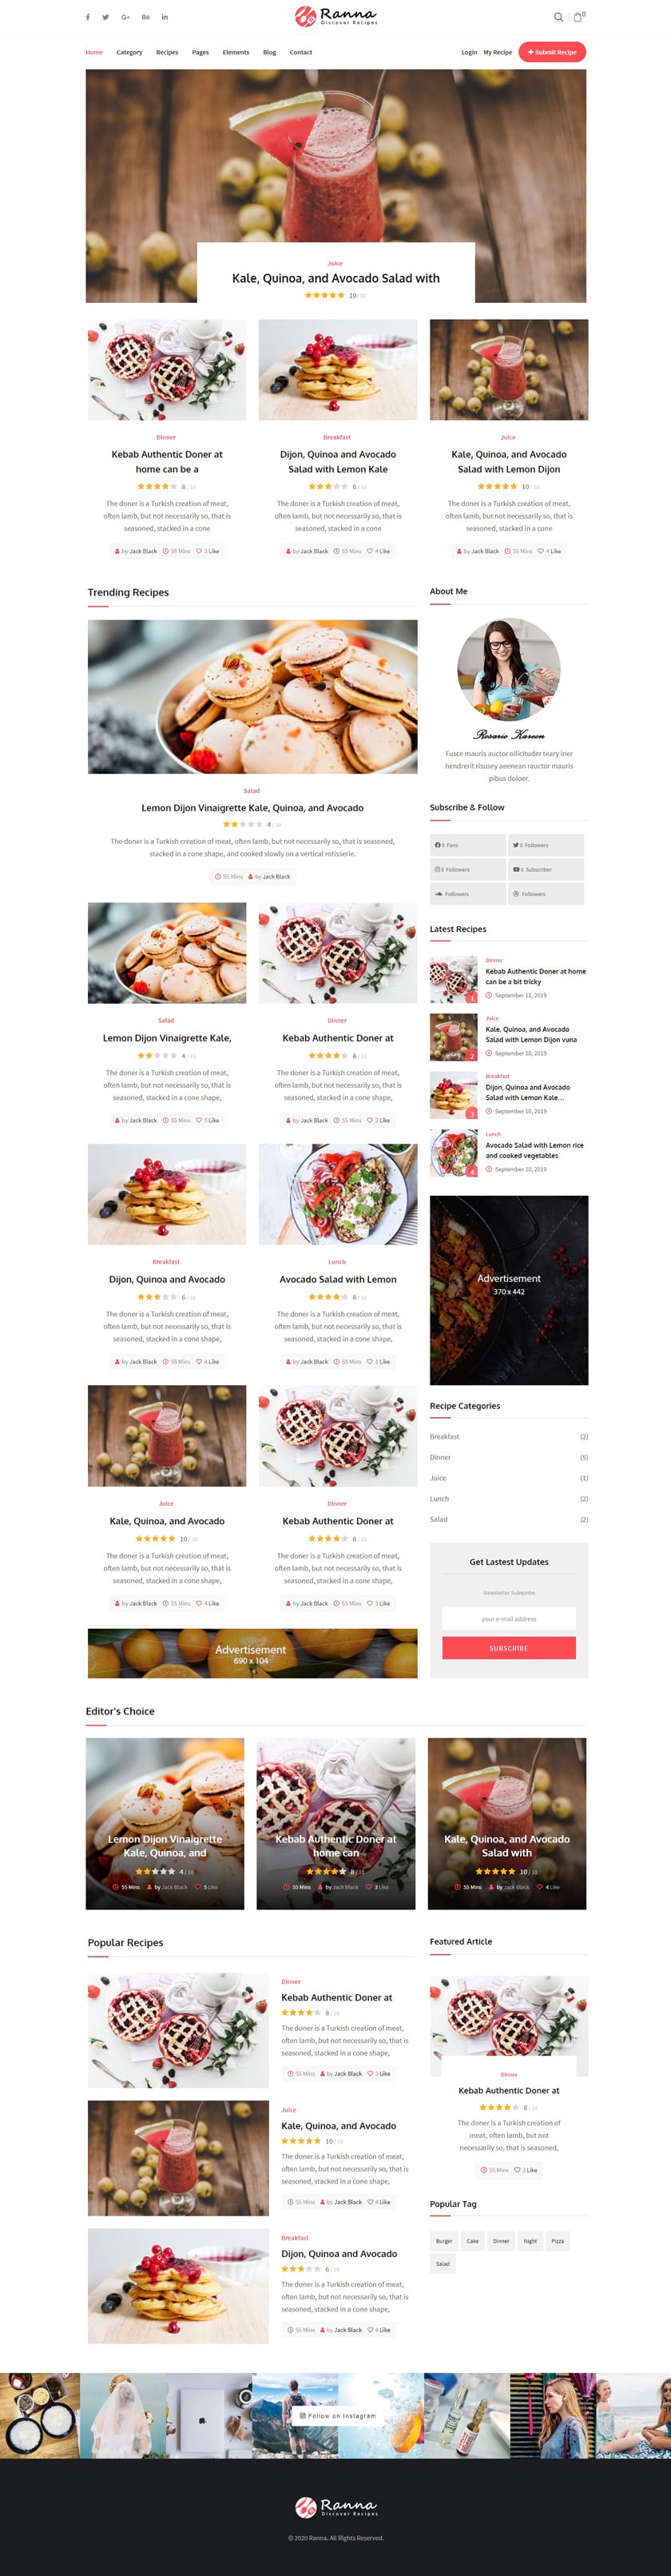 Ranna
Discover Recipes
0
Home Category Recipes Pages Elements Blog Contact
Login My Recipe + Submit Recipe
Juice
Kale, Quinoa, and Avocado Salad with
10 / 10
Dinner
Kebab Authentic Doner at
home can be a
8 / 10
The doner is a Turkish creation of meat,
often lamb, but not necessarily so, that is
seasoned, stacked in a cone
by Jack Black 55 Mins 3 Like
Breakfast
Dijon, Quinoa and Avocado
Salad with Lemon Kale
6 / 10
The doner is a Turkish creation of meat,
often lamb, but not necessarily so, that is
seasoned, stacked in a cone
by Jack Black 55 Mins 4 Like
Juice
Kale, Quinoa, and Avocado
Salad with Lemon Dijon
10 / 10
The doner is a Turkish creation of meat,
often lamb, but not necessarily so, that is
seasoned, stacked in a cone
by Jack Black 55 Mins 4 Like
Trending Recipes
Salad
Lemon Dijon Vinaigrette Kale, Quinoa, and Avocado
4 / 10
The doner is a Turkish creation of meat, often lamb, but not necessarily so, that is seasoned,
stacked in a cone shape, and cooked slowly on a vertical rotisserie.
55 Mins by Jack Black
Salad
Lemon Dijon Vinaigrette Kale,
4 / 10
The doner is a Turkish creation of meat,
often lamb, but not necessarily so, that is
seasoned, stacked in a cone shape,
by Jack Black 55 Mins 5 Like
Dinner
Kebab Authentic Doner at
8 / 10
The doner is a Turkish creation of meat,
often lamb, but not necessarily so, that is
seasoned, stacked in a cone shape,
by Jack Black 55 Mins 3 Like
Breakfast
Dijon, Quinoa and Avocado
6 / 10
The doner is a Turkish creation of meat,
often lamb, but not necessarily so, that is
seasoned, stacked in a cone shape,
by Jack Black 55 Mins 4 Like
Lunch
Avocado Salad with Lemon
8 / 10
The doner is a Turkish creation of meat,
often lamb, but not necessarily so, that is
seasoned, stacked in a cone shape,
by Jack Black 55 Mins 1 Like
Juice
Kale, Quinoa, and Avocado
10 / 10
The doner is a Turkish creation of meat,
often lamb, but not necessarily so, that is
seasoned, stacked in a cone shape,
by Jack Black 55 Mins 4 Like
Dinner
Kebab Authentic Doner at
8 / 10
The doner is a Turkish creation of meat,
often lamb, but not necessarily so, that is
seasoned, stacked in a cone shape,
by Jack Black 55 Mins 3 Like
Advertisement
690 x 104
About Me
Rosario Kareon
Fusce mauris auctor ollicituder teary iner
hendrerit risusey aeenean rauctor mauris
pibus doloer.
Subscribe & Follow
0 Fans
0 Followers
0 Followers
0 Subscriber
Followers
Followers
Latest Recipes
1
Dinner
Kebab Authentic Doner at home
can be a bit tricky
September 11, 2019
2
Juice
Kale, Quinoa, and Avocado
Salad with Lemon Dijon vuna
September 10, 2019
3
Breakfast
Dijon, Quinoa and Avocado
Salad with Lemon Kale...
September 10, 2019
4
Lunch
Avocado Salad with Lemon rice
and cooked vegetables
September 10, 2019
Advertisement
370 x 442
Recipe Categories
Breakfast (2)
Dinner (5)
Juice (1)
Lunch (2)
Salad (2)
Get Lastest Updates
Newsletter Subscribe
your e-mail address
SUBSCRIBE
Editor's Choice
Lemon Dijon Vinaigrette
Kale, Quinoa, and
4 / 10
55 Mins by Jack Black 5 Like
Kebab Authentic Doner at
home can
8 / 10
55 Mins by Jack Black 3 Like
Kale, Quinoa, and Avocado
Salad with
10 / 10
55 Mins by Jack Black 4 Like
Popular Recipes
Dinner
Kebab Authentic Doner at
8 / 10
The doner is a Turkish creation of meat,
often lamb, but not necessarily so, that is
seasoned, stacked in a cone shape,
55 Mins by Jack Black 3 Like
Juice
Kale, Quinoa, and Avocado
10 / 10
The doner is a Turkish creation of meat,
often lamb, but not necessarily so, that is
seasoned, stacked in a cone shape,
55 Mins by Jack Black 4 Like
Breakfast
Dijon, Quinoa and Avocado
6 / 10
The doner is a Turkish creation of meat,
often lamb, but not necessarily so, that is
seasoned, stacked in a cone shape,
55 Mins by Jack Black 4 Like
Featured Article
Dinner
Kebab Authentic Doner at
8 / 10
The doner is a Turkish creation of
meat, often lamb, but not
necessarily so, that is seasoned,
55 Mins 3 Like
Popular Tag
Burger Cake Dinner Night Pizza
Salad
Follow on Instagram
Ranna
Discover Recipes
© 2020 Ranna. All Rights Reserved.